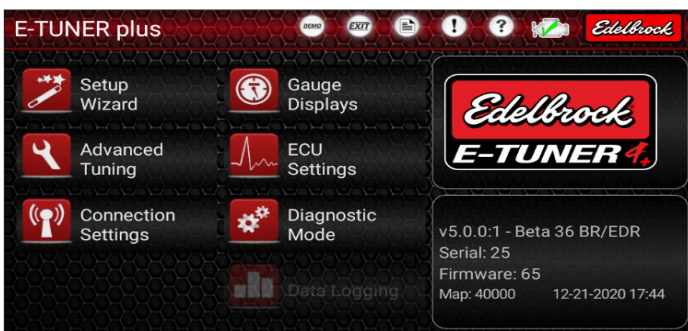 E-TUNER plus
DEMO
EXIT
!
?
Edelbrock
Setup
Wizard
Gauge
Displays
Advanced
Tuning
ECU
Settings
Connection
Settings
Diagnostic
Mode
Data Logging
Edelbrock
E-TUNER 4+
v5.0.0:1 - Beta 36 BR/EDR
Serial: 25
Firmware: 65
Map: 40000 12-21-2020 17:44